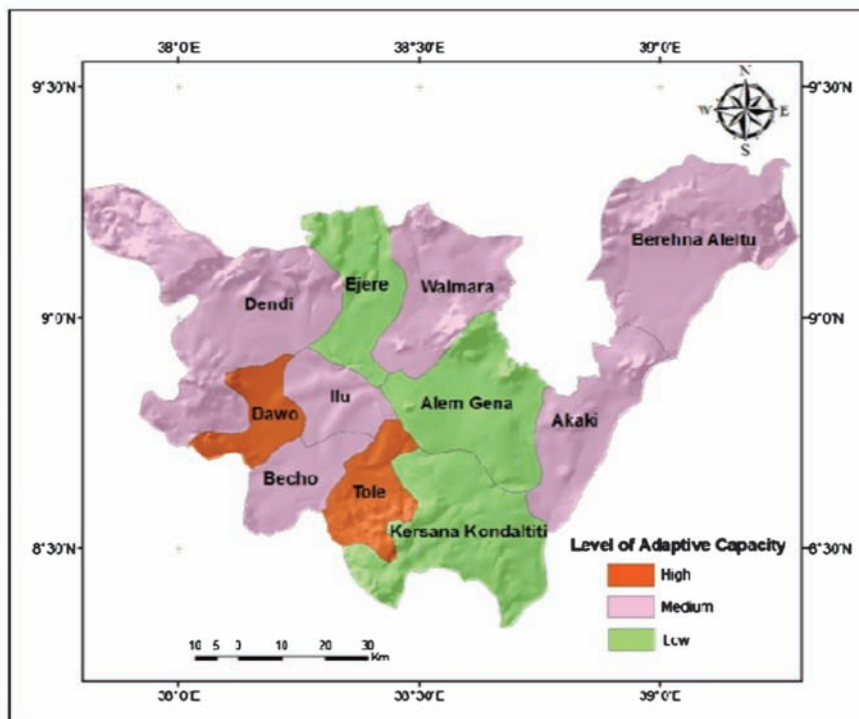 38°0'E 38°30'E 39°0'E
9°30'N 9°30'N
N
W E
S
Berehna Aleltu
Ejere Walmara
Dendi
9°0'N 9°0'N
Ilu Alem Gena
Dawo Akaki
Becho Tole
Kersana Kondaltiti
8°30'N 8°30'N
Level of Adaptive Capacity
High
Medium
Low
10 5 0 10 20 30
Km
38°0'E 38°30'E 39°0'E